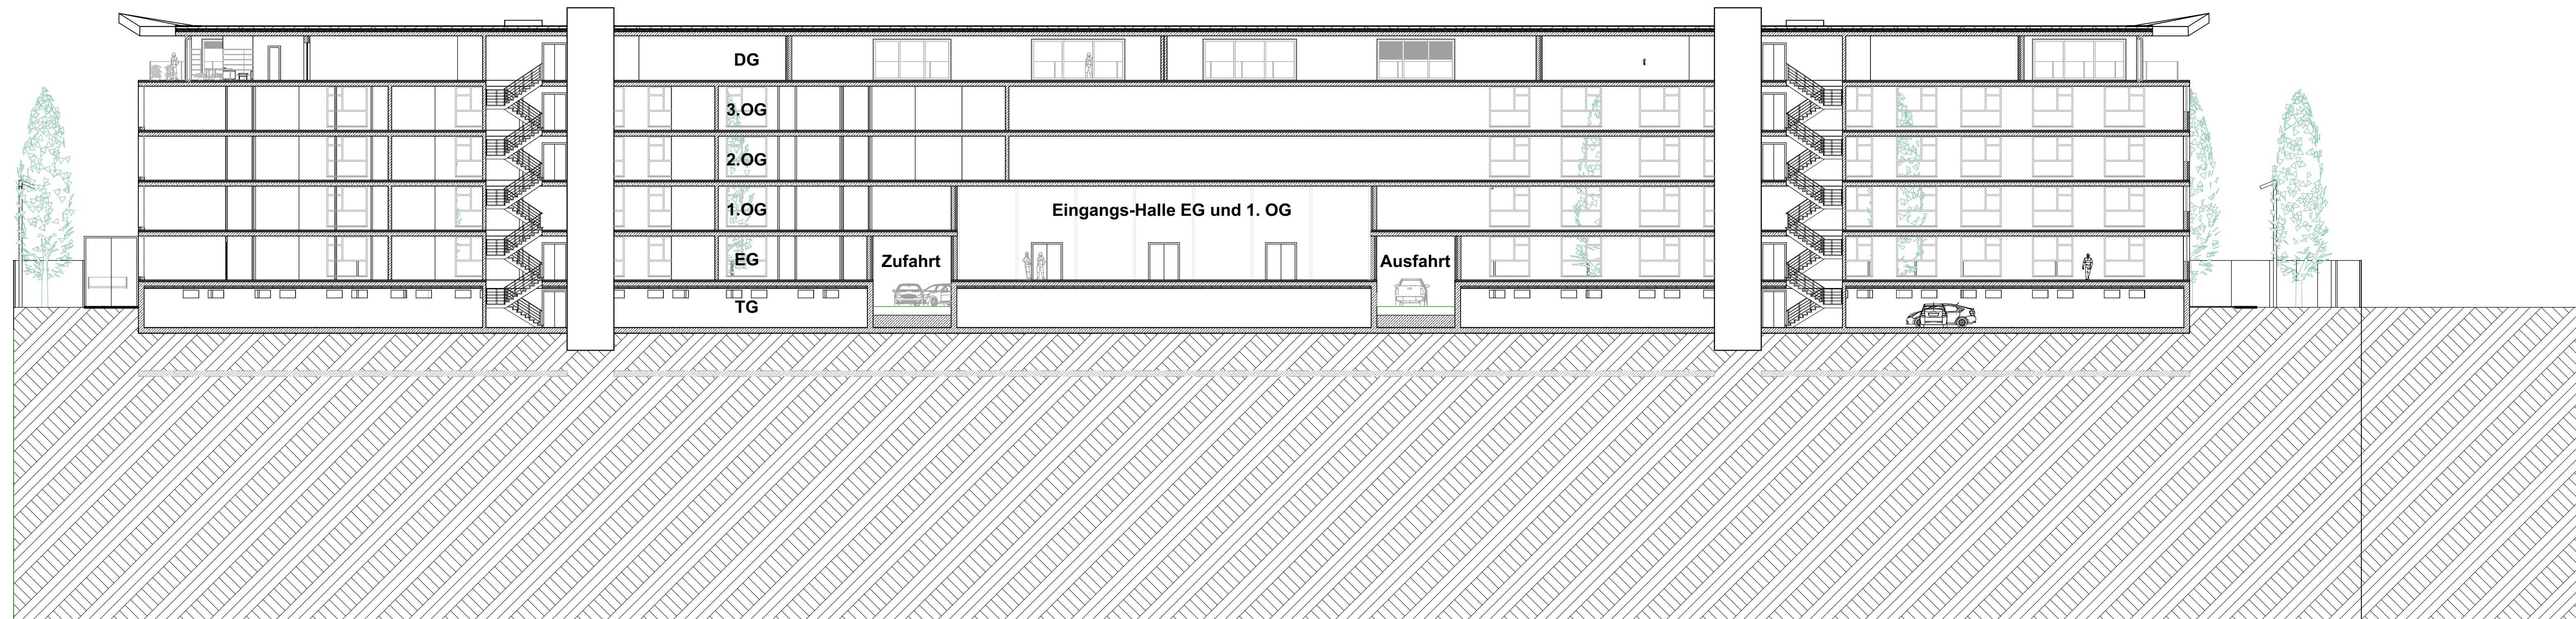 DG
3.OG
2.OG
1.OG
Eingangs-Halle EG und 1. OG
EG
Zufahrt
Ausfahrt
TG